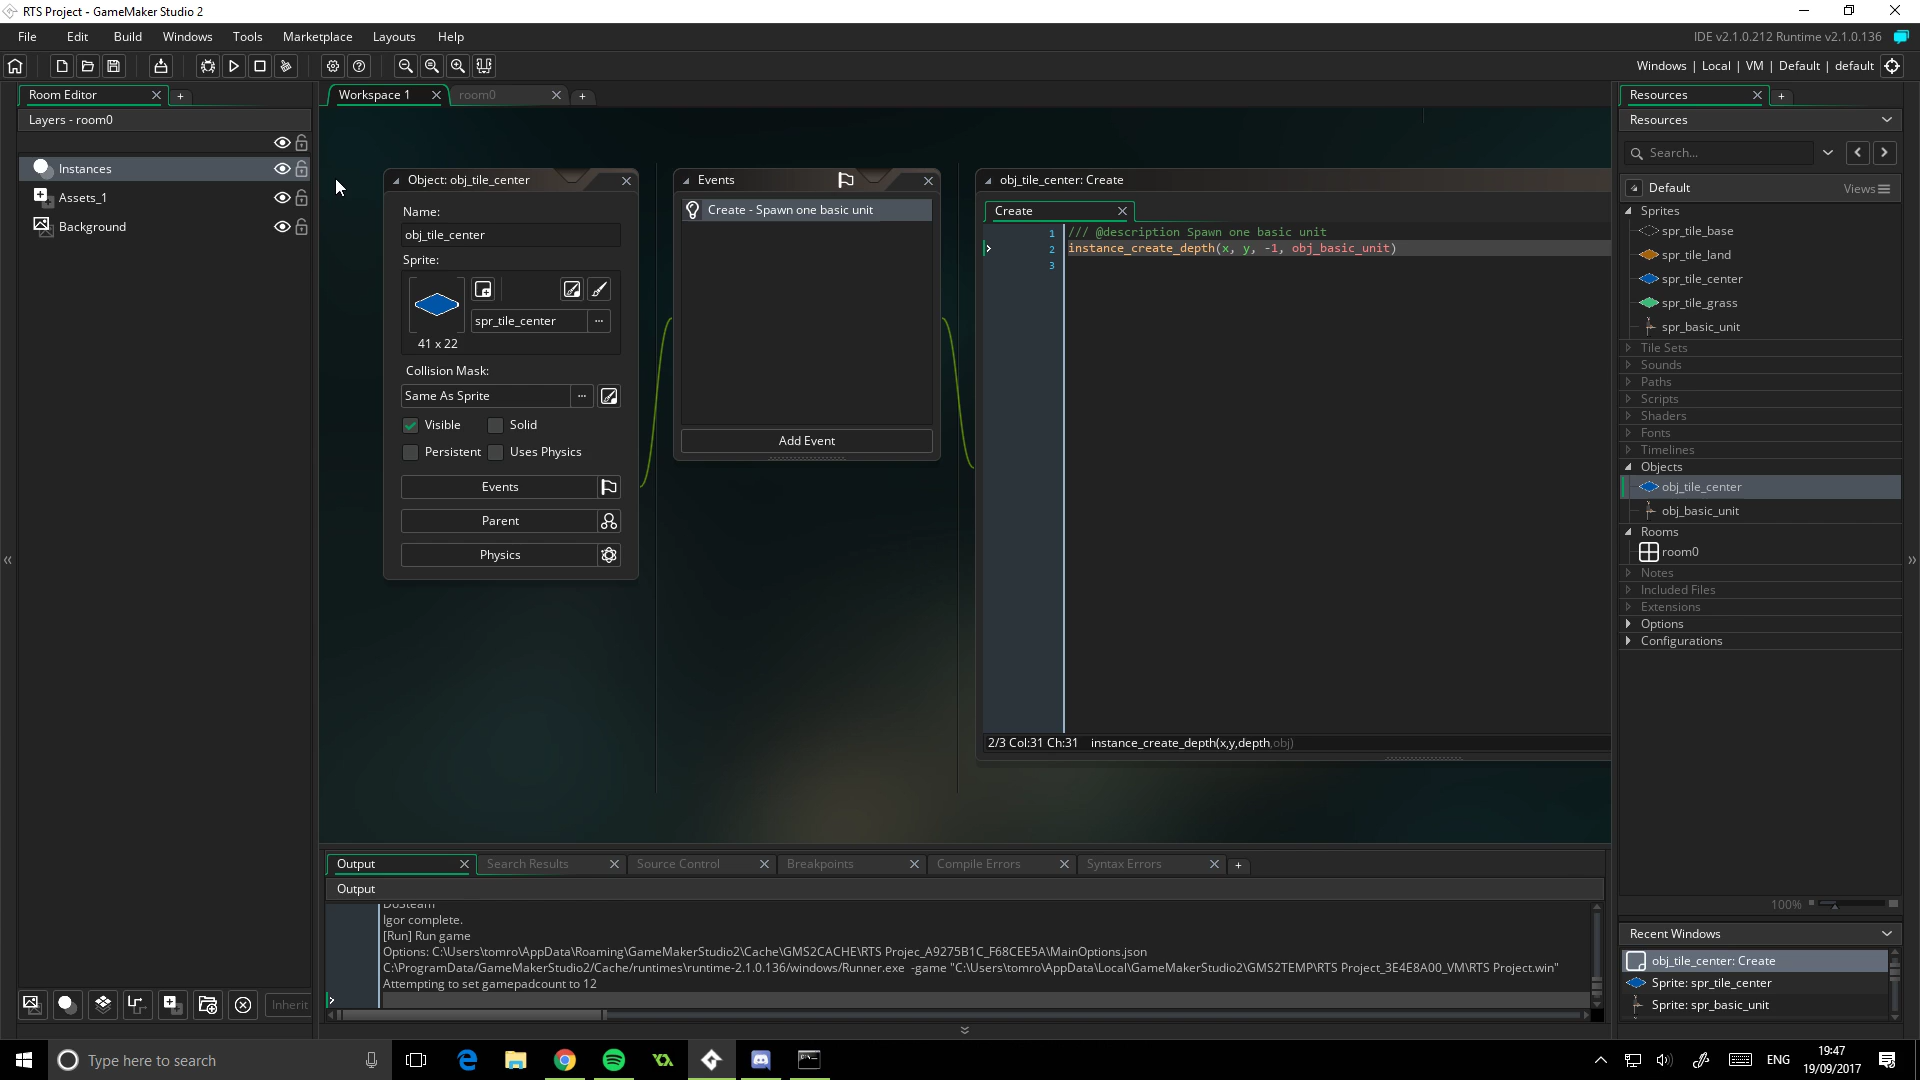 RTS Project - GameMaker Studio 2
File Edit Build Windows Tools Marketplace Layouts Help
IDE v2.1.0.212 Runtime v2.1.0.136
Windows | Local | VM | Default | default
Room Editor
Layers - room0
Instances
Assets_1
Background
Inherit
Workspace 1
room0
Object: obj_tile_center
Name:
obj_tile_center
Sprite:
spr_tile_center
41 x 22
Collision Mask:
Same As Sprite
Visible Solid
Persistent Uses Physics
Events
Parent
Physics
Events
Create - Spawn one basic unit
Add Event
obj_tile_center: Create
Create
1 /// @description Spawn one basic unit
2 instance_create_depth(x, y, -1, obj_basic_unit)
3
2/3 Col:31 Ch:31 instance_create_depth(x,y,depth,obj)
Output Search Results Source Control Breakpoints Compile Errors Syntax Errors
Output
DoSteam
Igor complete.
[Run] Run game
Options: C:\Users\tomro\AppData\Roaming\GameMakerStudio2\Cache\GMS2CACHE\RTS Projec_A9275B1C_F68CEE5A\MainOptions.json
C:\ProgramData/GameMakerStudio2/Cache/runtimes\runtime-2.1.0.136/windows/Runner.exe -game "C:\Users\tomro\AppData\Local\GameMakerStudio2\GMS2TEMP\RTS Project_3E4E8A00_VM\RTS Project.win"
Attempting to set gamepadcount to 12
Resources
Resources
Search...
Default Views
Sprites
spr_tile_base
spr_tile_land
spr_tile_center
spr_tile_grass
spr_basic_unit
Tile Sets
Sounds
Paths
Scripts
Shaders
Fonts
Timelines
Objects
obj_tile_center
obj_basic_unit
Rooms
room0
Notes
Included Files
Extensions
Options
Configurations
100%
Recent Windows
obj_tile_center: Create
Sprite: spr_tile_center
Sprite: spr_basic_unit
Type here to search
ENG
19:47
19/09/2017